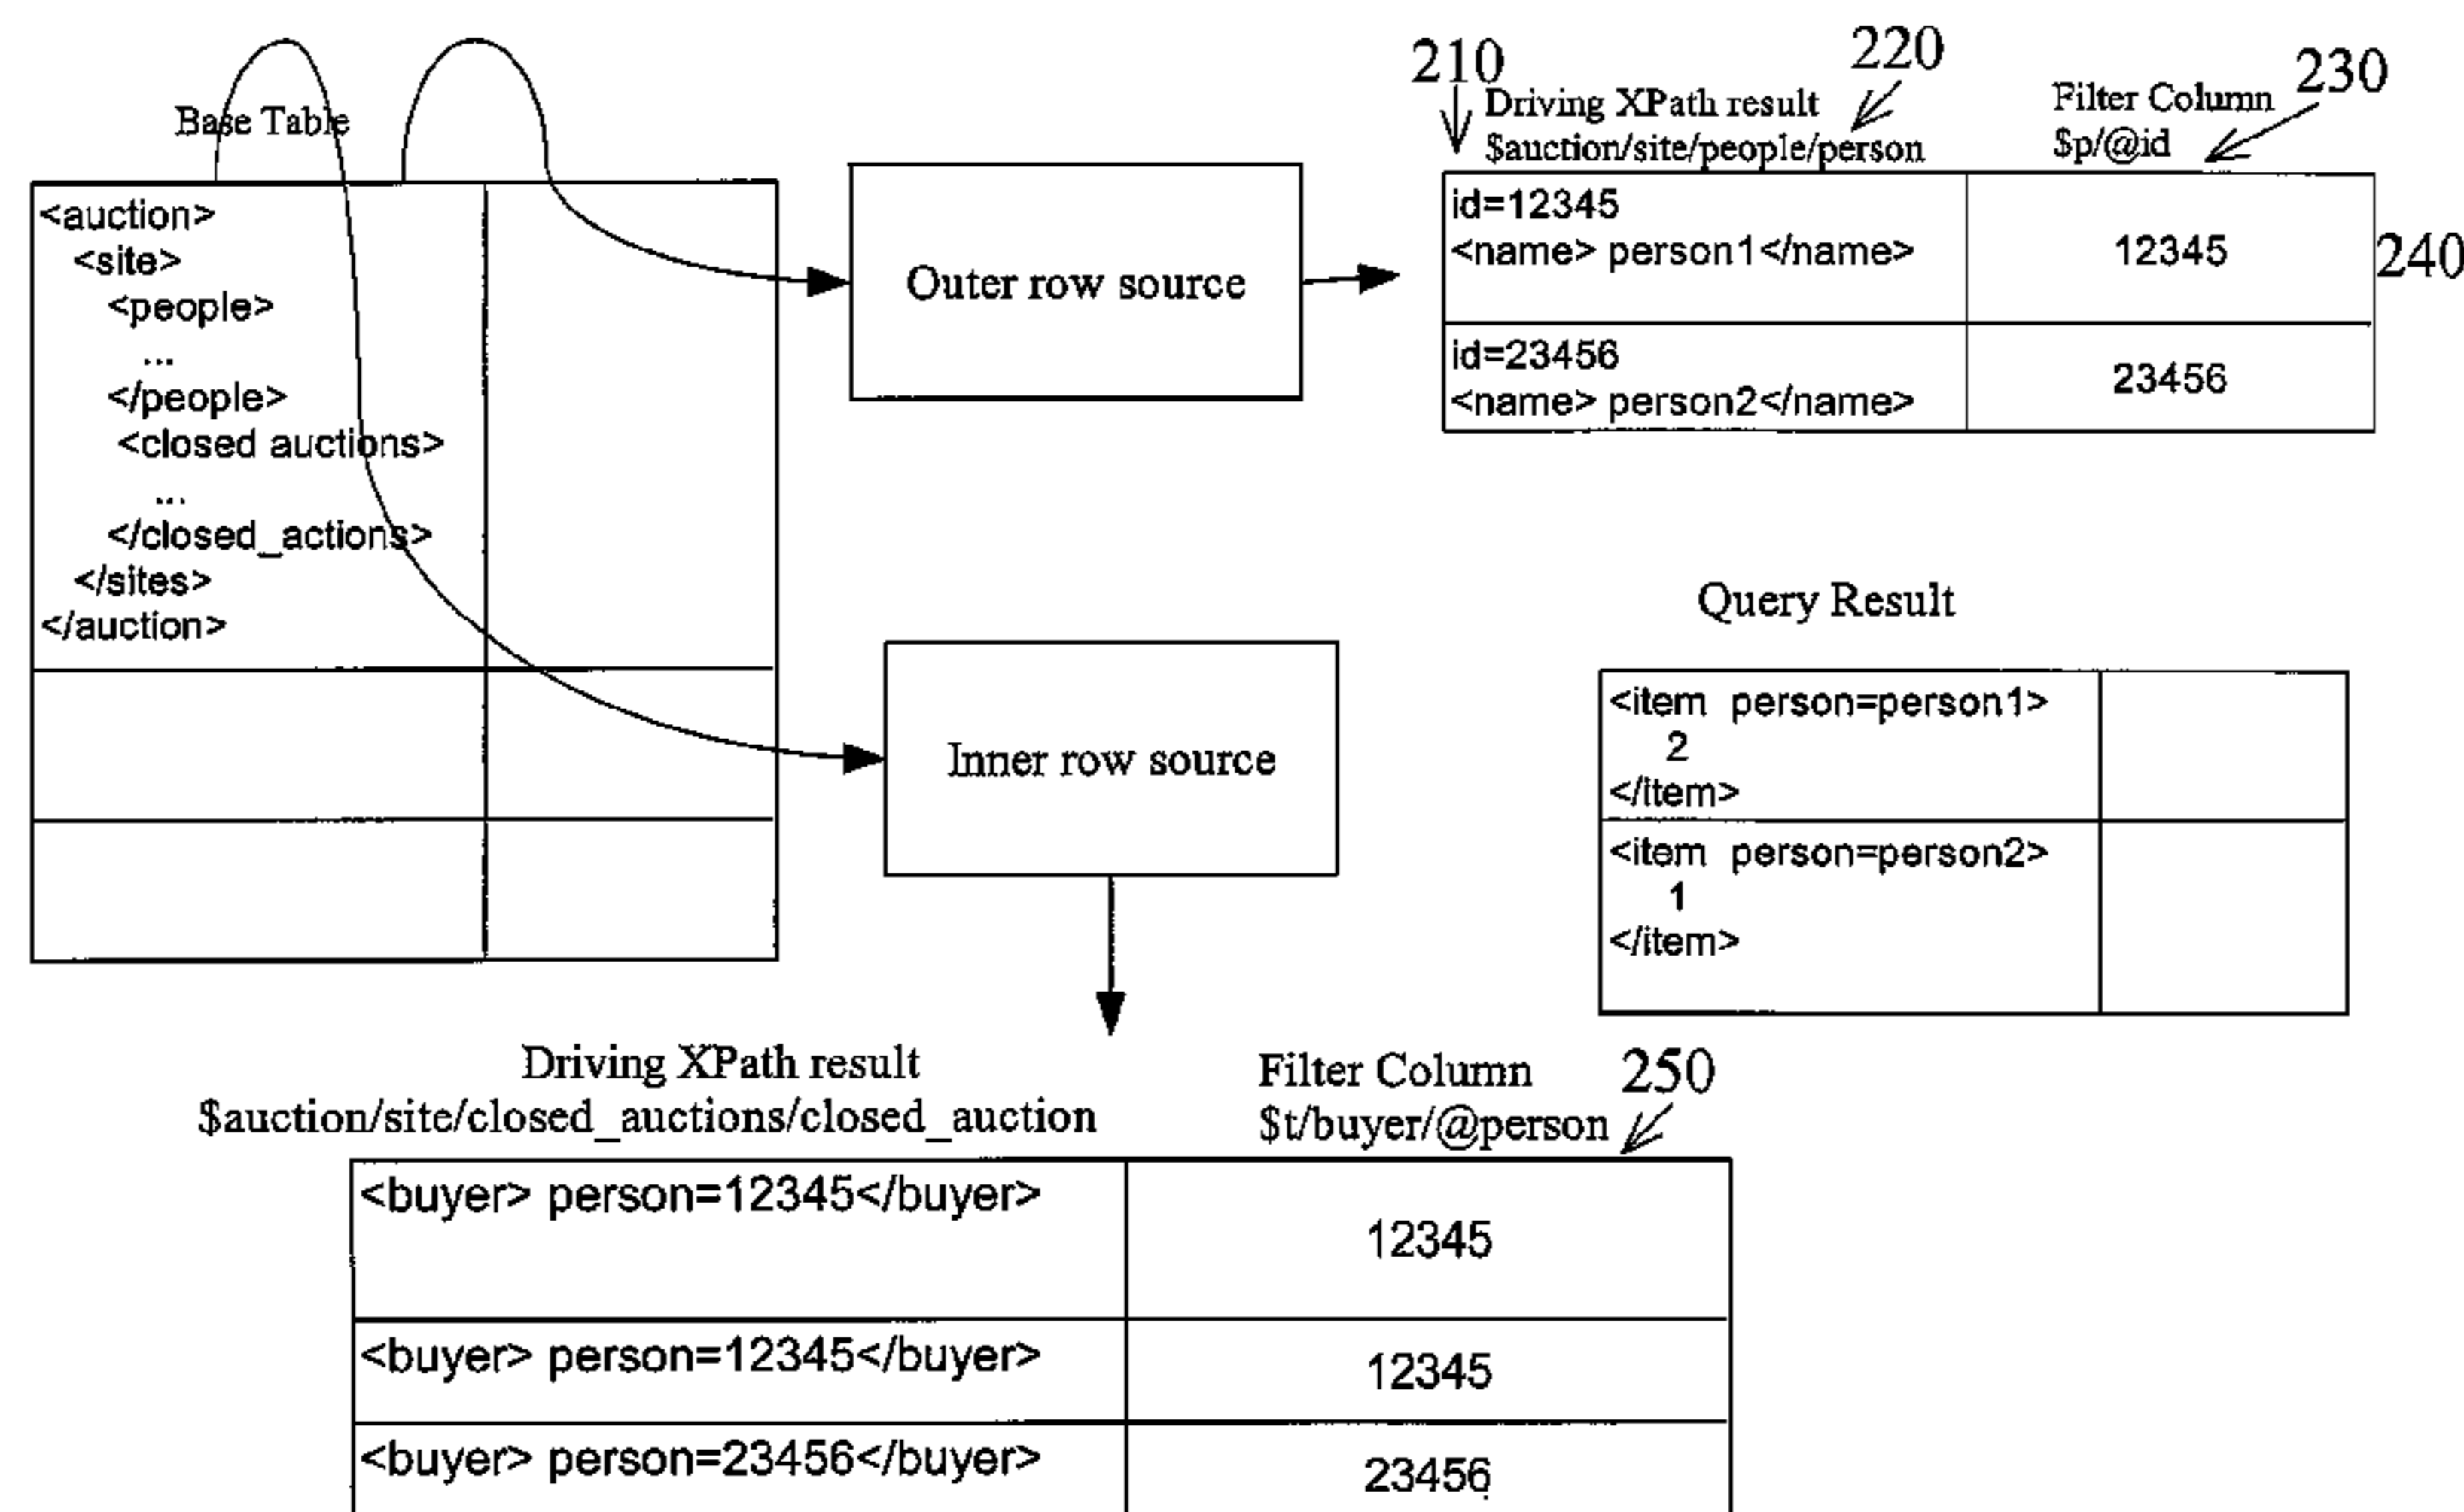 Base Table
<auction>
<site>
<people>
...
</people>
<closed auctions>
...
</closed_actions>
</sites>
</auction>
Outer row source
210
220
230
Driving XPath result
$auction/site/people/person
Filter Column
$p/@id
id=12345
<name> person1</name>
12345
240
id=23456
<name> person2</name>
23456
Inner row source
Query Result
<item person=person1>
2
</item>
<item person=person2>
1
</item>
Driving XPath result
$auction/site/closed_auctions/closed_auction
Filter Column
$t/buyer/@person
250
<buyer> person=12345</buyer>
12345
<buyer> person=12345</buyer>
12345
<buyer> person=23456</buyer>
23456